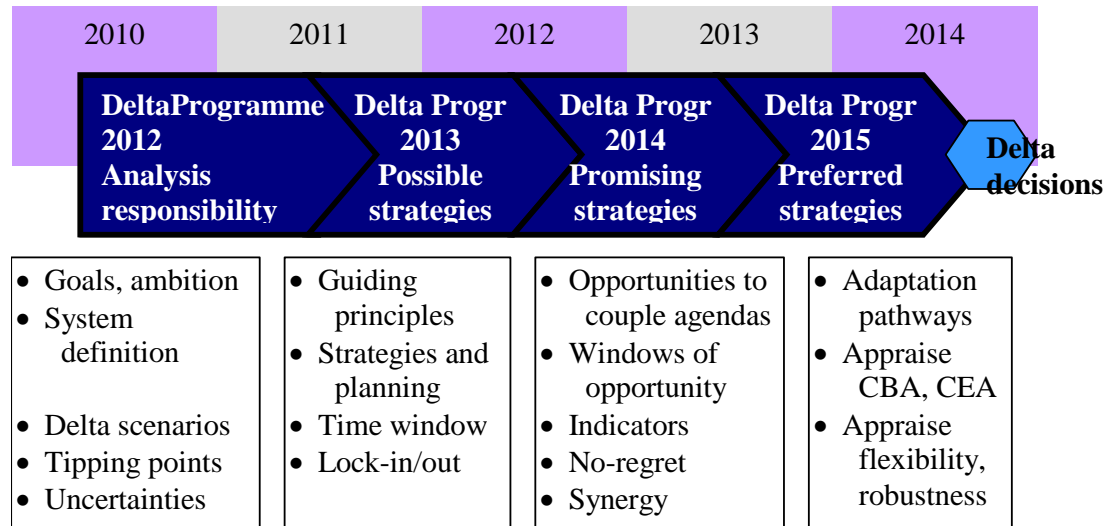 2010 2011 2012 2013 2014
DeltaProgramme
2012
Analysis
responsibility
Delta Progr
2013
Possible
strategies
Delta Progr
2014
Promising
strategies
Delta Progr
2015
Preferred
strategies
Delta
decisions
• Goals, ambition
• System
definition
• Delta scenarios
• Tipping points
• Uncertainties
• Guiding
principles
• Strategies and
planning
• Time window
• Lock-in/out
• Opportunities to
couple agendas
• Windows of
opportunity
• Indicators
• No-regret
• Synergy
• Adaptation
pathways
• Appraise
CBA, CEA
• Appraise
flexibility,
robustness